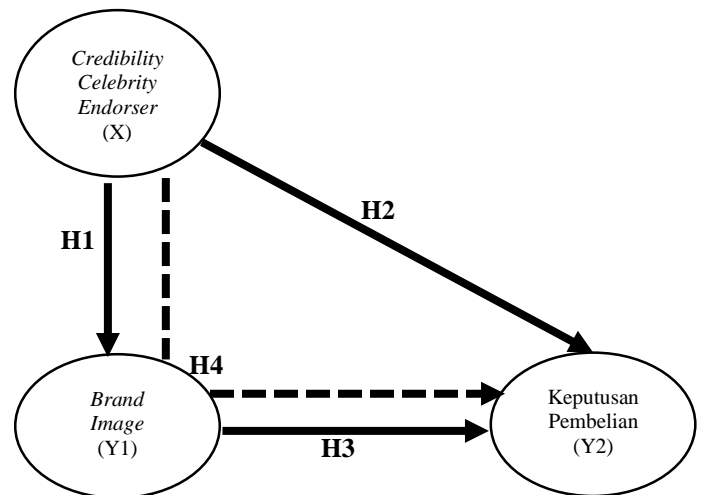 Credibility
Celebrity
Endorser
(X)
H2
H1
H4
Brand
Image
(Y1)
Keputusan
Pembelian
(Y2)
H3